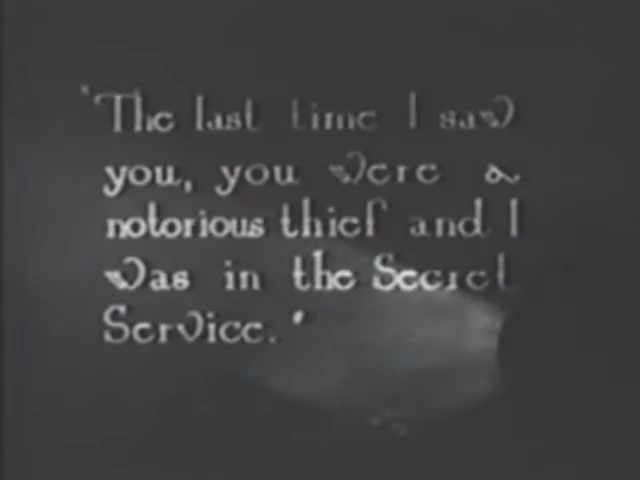 "The last time I saw
you, you were a
notorious thief and I
was in the Secret
Service."